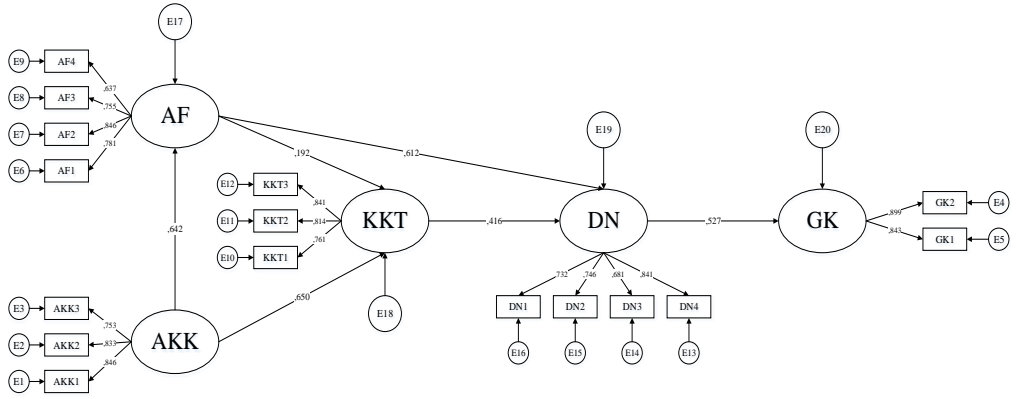 E17
E9 AF4
,637
E8 AF3
,755
AF
E7 AF2
,846
E6 AF1
,781
,192
,612
E19
E20
E12 KKT3
,841
E11 KKT2
,814
KKT
E10 KKT1
,761
,416
DN
,527
GK
,899
GK2 E4
,843
GK1 E5
,642
,650
E18
,732 ,746 ,681 ,841
DN1 DN2 DN3 DN4
E16 E15 E14 E13
E3 AKK3
,753
E2 AKK2
,833
AKK
E1 AKK1
,846